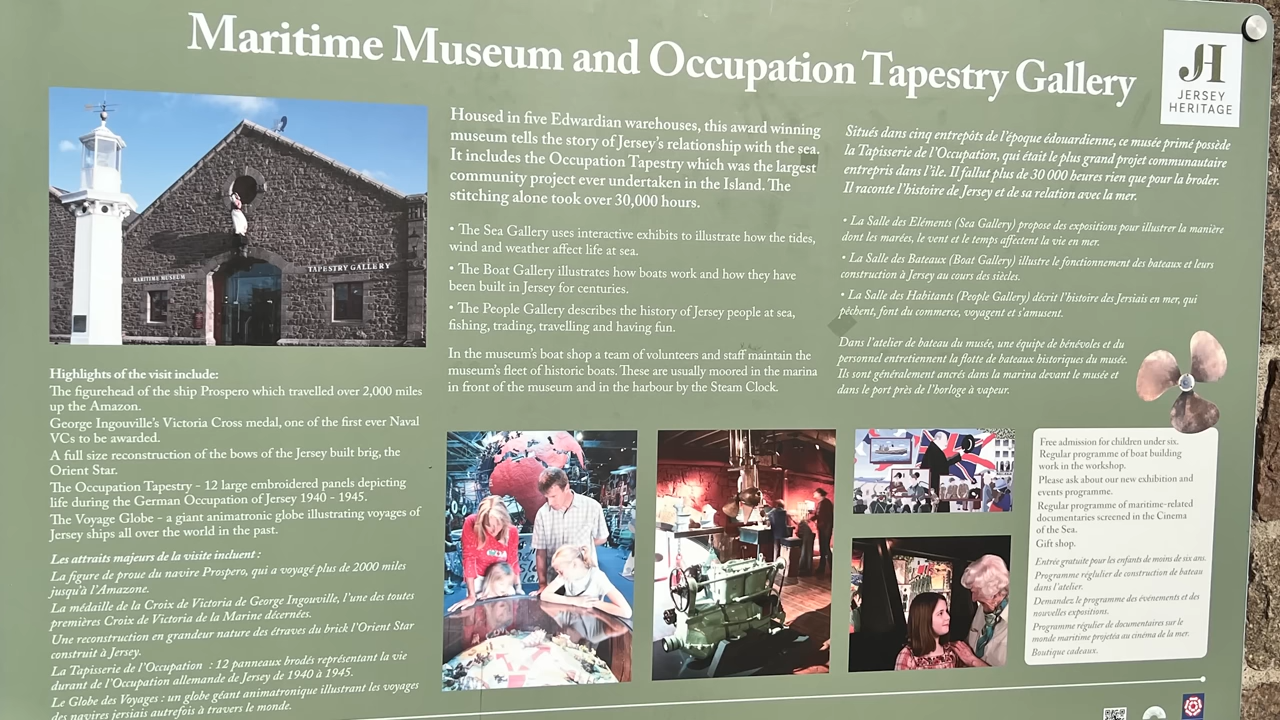 Maritime Museum and Occupation Tapestry Gallery
JERSEY
HERITAGE
MARITIME MUSEUM
TAPESTRY GALLERY
Highlights of the visit include:
The figurehead of the ship Prospero which travelled over 2,000 miles
up the Amazon.
George Ingouville's Victoria Cross medal, one of the first ever Naval
VCs to be awarded.
A full size reconstruction of the bows of the Jersey built brig, the
Orient Star.
The Occupation Tapestry - 12 large embroidered panels depicting
life during the German Occupation of Jersey 1940 - 1945.
The Voyage Globe - a giant animatronic globe illustrating voyages of
Jersey ships all over the world in the past.
Les attraits majeurs de la visite incluent :
La figure de proue du navire Prospero, qui a voyagé plus de 2000 miles
jusqu'à l'Amazone.
La médaille de la Croix de Victoria de George Ingouville, l'une des toutes
premières Croix de Victoria de la Marine décernées.
Une reconstruction en grandeur nature des étraves du brick l'Orient Star
construit à Jersey.
La Tapisserie de l'Occupation : 12 panneaux brodés représentant la vie
durant de l'Occupation allemande de Jersey de 1940 à 1945.
Le Globe des Voyages : un globe géant animatronique illustrant les voyages
des navires jersiais autrefois à travers le monde.
Housed in five Edwardian warehouses, this award winning
museum tells the story of Jersey's relationship with the sea.
It includes the Occupation Tapestry which was the largest
community project ever undertaken in the Island. The
stitching alone took over 30,000 hours.
• The Sea Gallery uses interactive exhibits to illustrate how the tides,
wind and weather affect life at sea.
• The Boat Gallery illustrates how boats work and how they have
been built in Jersey for centuries.
• The People Gallery describes the history of Jersey people at sea,
fishing, trading, travelling and having fun.
In the museum's boat shop a team of volunteers and staff maintain the
museum's fleet of historic boats. These are usually moored in the marina
in front of the museum and in the harbour by the Steam Clock.
Situés dans cinq entrepôts de l'époque édouardienne, ce musée primé possède
la Tapisserie de l'Occupation, qui était le plus grand projet communautaire
entrepris dans l'île. Il fallut plus de 30 000 heures rien que pour la broder.
Il raconte l'histoire de Jersey et de sa relation avec la mer.
• La Salle des Eléments (Sea Gallery) propose des expositions pour illustrer la manière
dont les marées, le vent et le temps affectent la vie en mer.
• La Salle des Bateaux (Boat Gallery) illustre le fonctionnement des bateaux et leurs
construction à Jersey au cours des siècles.
• La Salle des Habitants (People Gallery) décrit l'histoire des Jersiais en mer, qui
pêchent, font du commerce, voyagent et s'amusent.
Dans l'atelier de bateau du musée, une équipe de bénévoles et du
personnel entretiennent la flotte de bateaux historiques du musée.
Ils sont généralement ancrés dans la marina devant le musée et
dans le port près de l'horloge à vapeur.
Free admission for children under six.
Regular programme of boat building
work in the workshop.
Please ask about our new exhibition and
events programme.
Regular programme of maritime-related
documentaries screened in the Cinema
of the Sea.
Gift shop.
Entrée gratuite pour les enfants de moins de six ans.
Programme régulier de construction de bateau
dans l'atelier.
Demandez le programme des événements et des
nouvelles expositions.
Programme régulier de documentaires sur le
monde maritime projetéa au cinéma de la mer.
Boutique cadeaux.